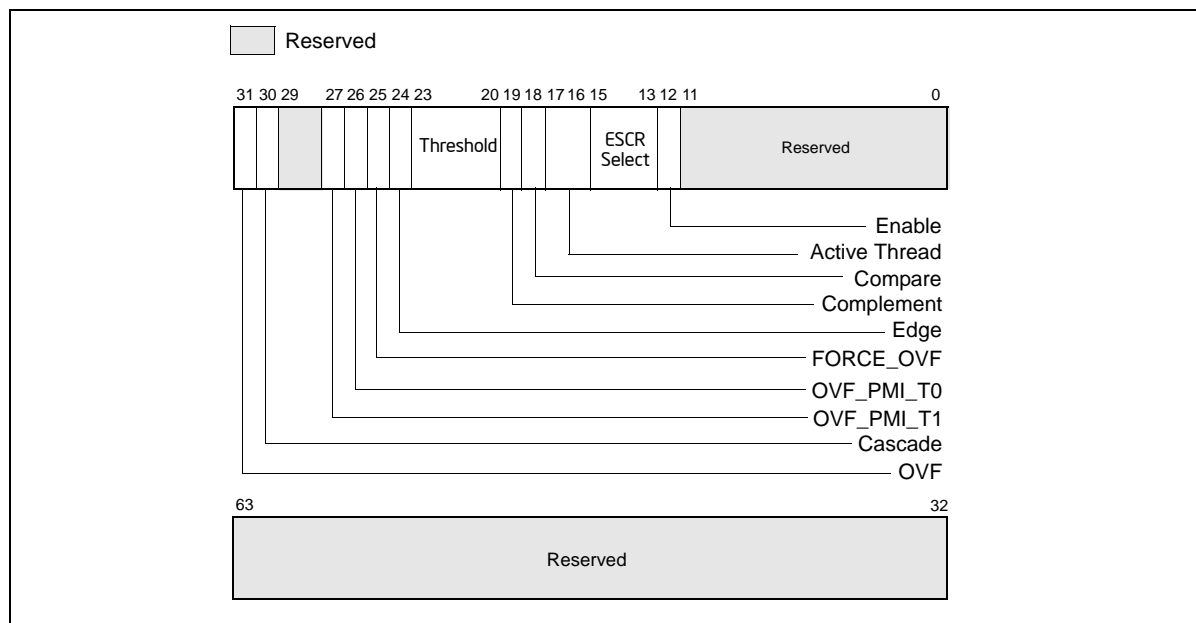 Reserved
31 30 29 27 26 25 24 23 20 19 18 17 16 15 13 12 11 0
Threshold
ESCR
Select
Reserved
Enable
Active Thread
Compare
Complement
Edge
FORCE_OVF
OVF_PMI_T0
OVF_PMI_T1
Cascade
OVF
63 32
Reserved